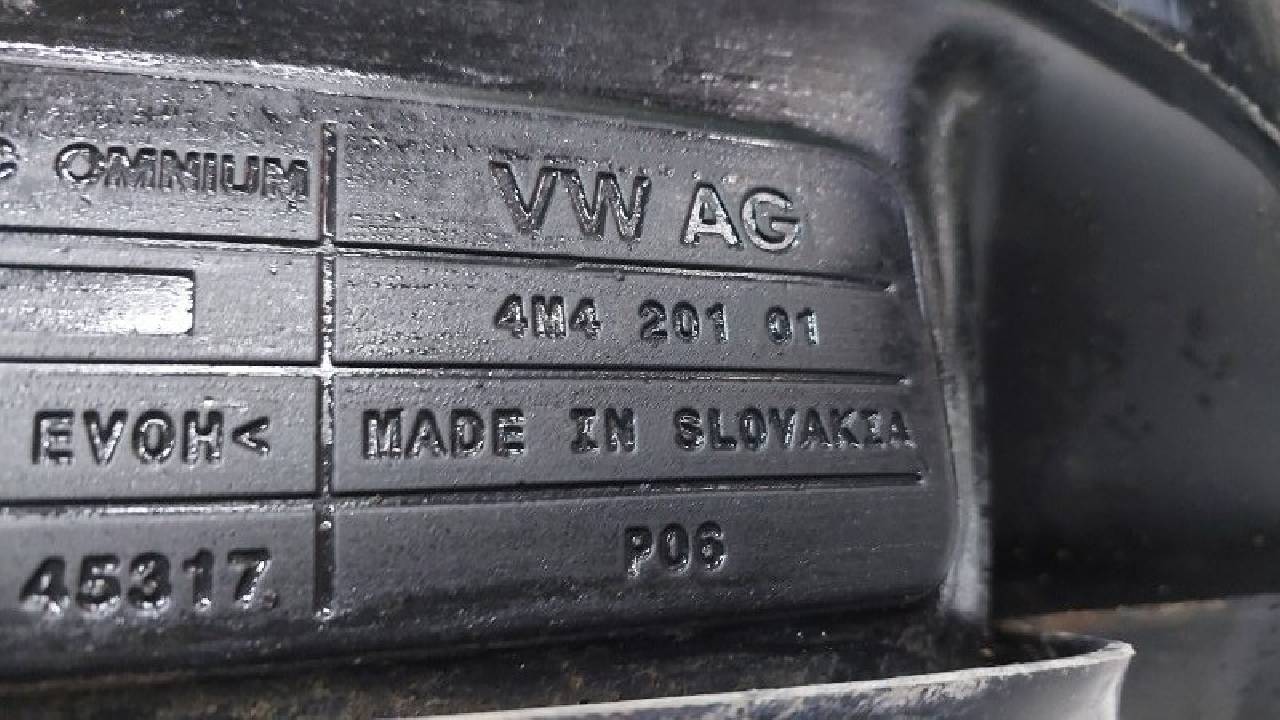 OMNIUM
VW AG
4M4 201 01
EVOH<
MADE IN SLOVAKIA
45317
P06